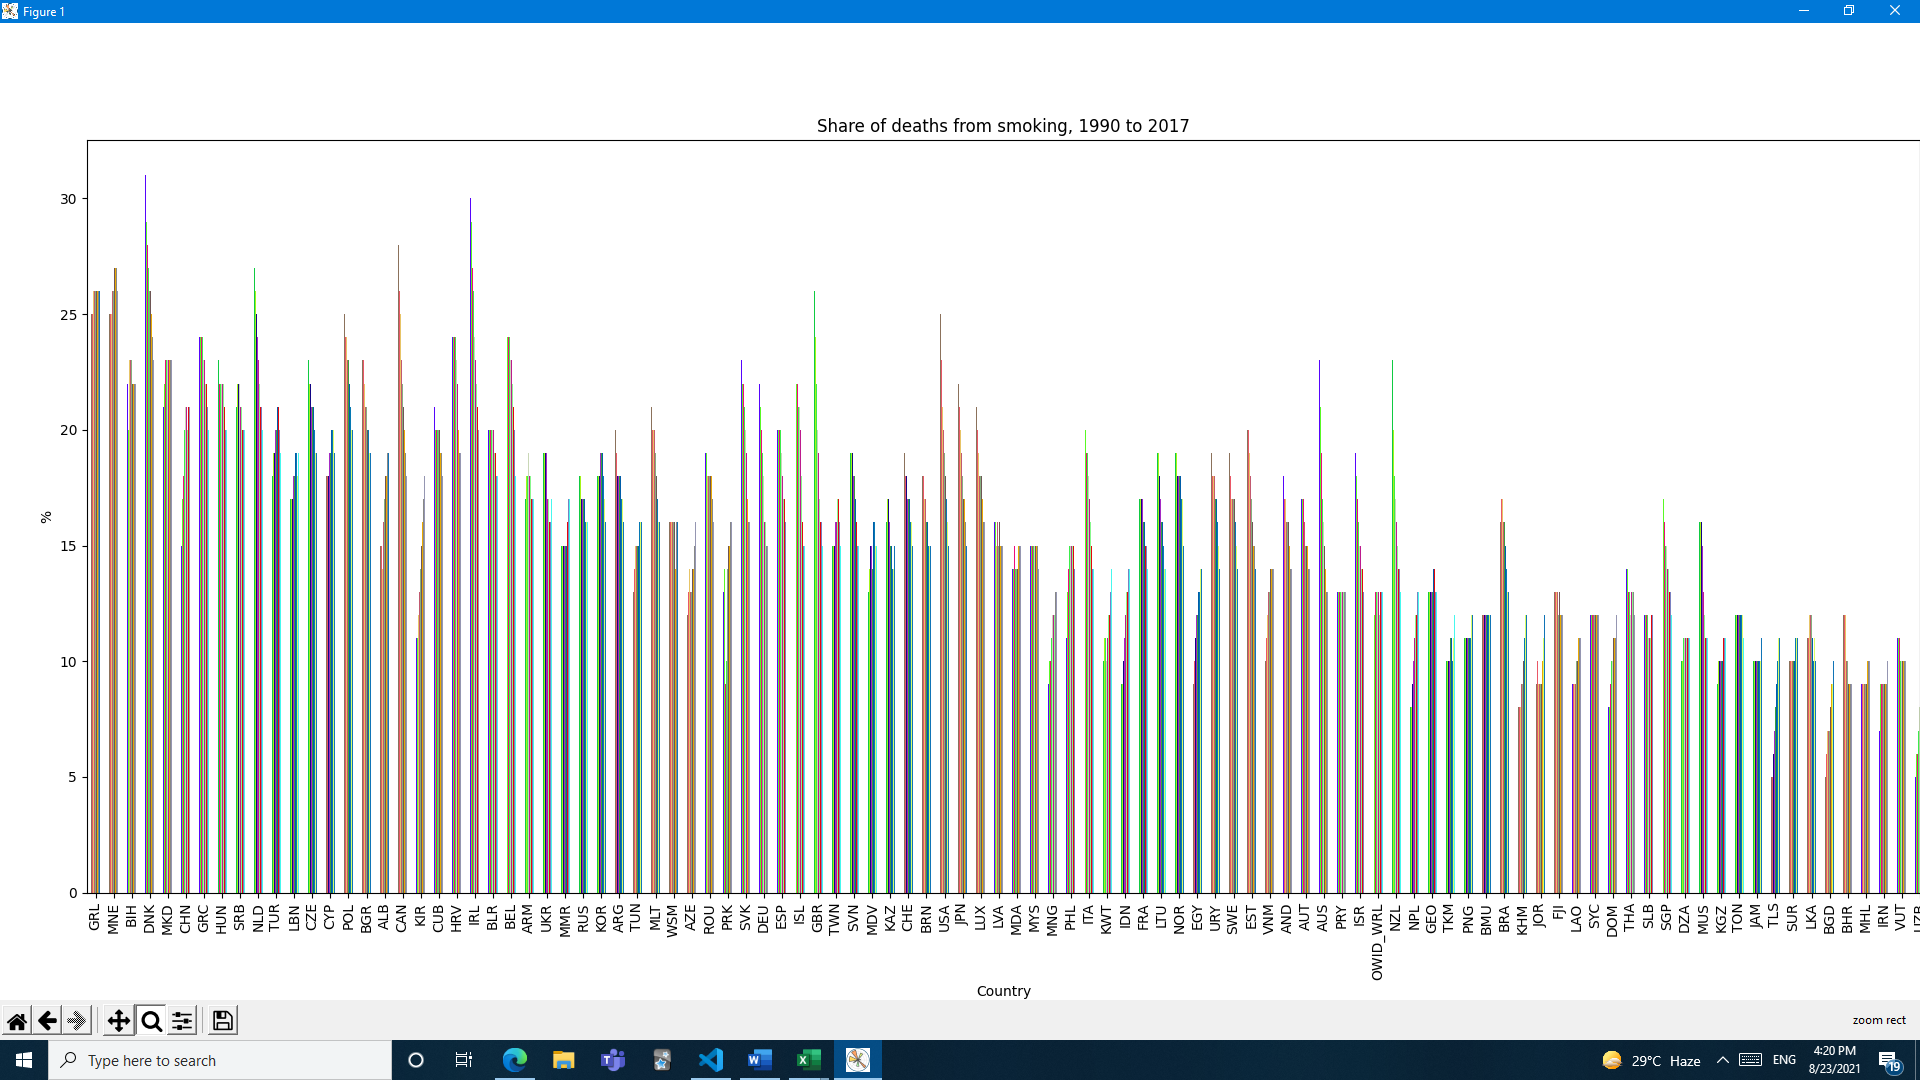 Figure 1
Share of deaths from smoking, 1990 to 2017
30
25
20
15
10
5
0
%
GRL MNE BIH DNK MKD CHN GRC HUN SRB NLD TUR LBN CZE CYP POL BGR ALB CAN KIR CUB HRV IRL BLR BEL ARM UKR MMR RUS KOR ARG TUN MLT WSM AZE ROU PRK SVK DEU ESP ISL GBR TWN SVN MDV KAZ CHE BRN USA JPN LUX LVA MDA MYS MNG PHL ITA KWT IDN FRA LTU NOR EGY URY SWE EST VNM AND AUT AUS PRY ISR OWID_WRL NZL NPL GEO TKM PNG BMU BRA KHM JOR FJI LAO SYC DOM THA SLB SGP DZA MUS KGZ TON JAM TLS SUR LKA BGD BHR MHL IRN VUT
Country
zoom rect
Type here to search
29°C Haze
ENG
4:20 PM
8/23/2021
19